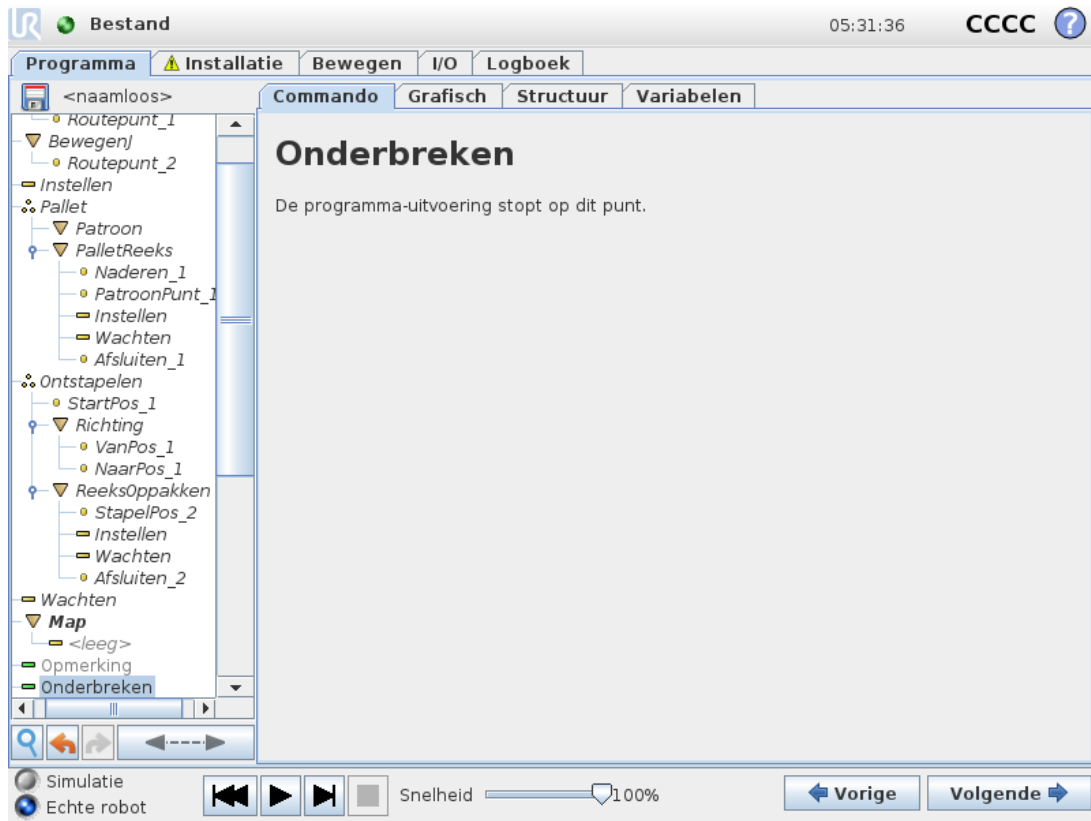 UR Bestand 05:31:36 CCCC ?
Programma Installatie Bewegen I/O Logboek
<naamloos> Commando Grafisch Structuur Variabelen
Routepunt_1
BewegenJ
Routepunt_2
Instellen
Pallet
Patroon
PalletReeks
Naderen_1
PatroonPunt_1
Instellen
Wachten
Afsluiten_1
Ontstapelen
StartPos_1
Richting
VanPos_1
NaarPos_1
ReeksOppakken
StapelPos_2
Instellen
Wachten
Afsluiten_2
Wachten
Map
<leeg>
Opmerking
Onderbreken
Onderbreken
De programma-uitvoering stopt op dit punt.
Simulatie
Echte robot
Snelheid 100%
Vorige Volgende